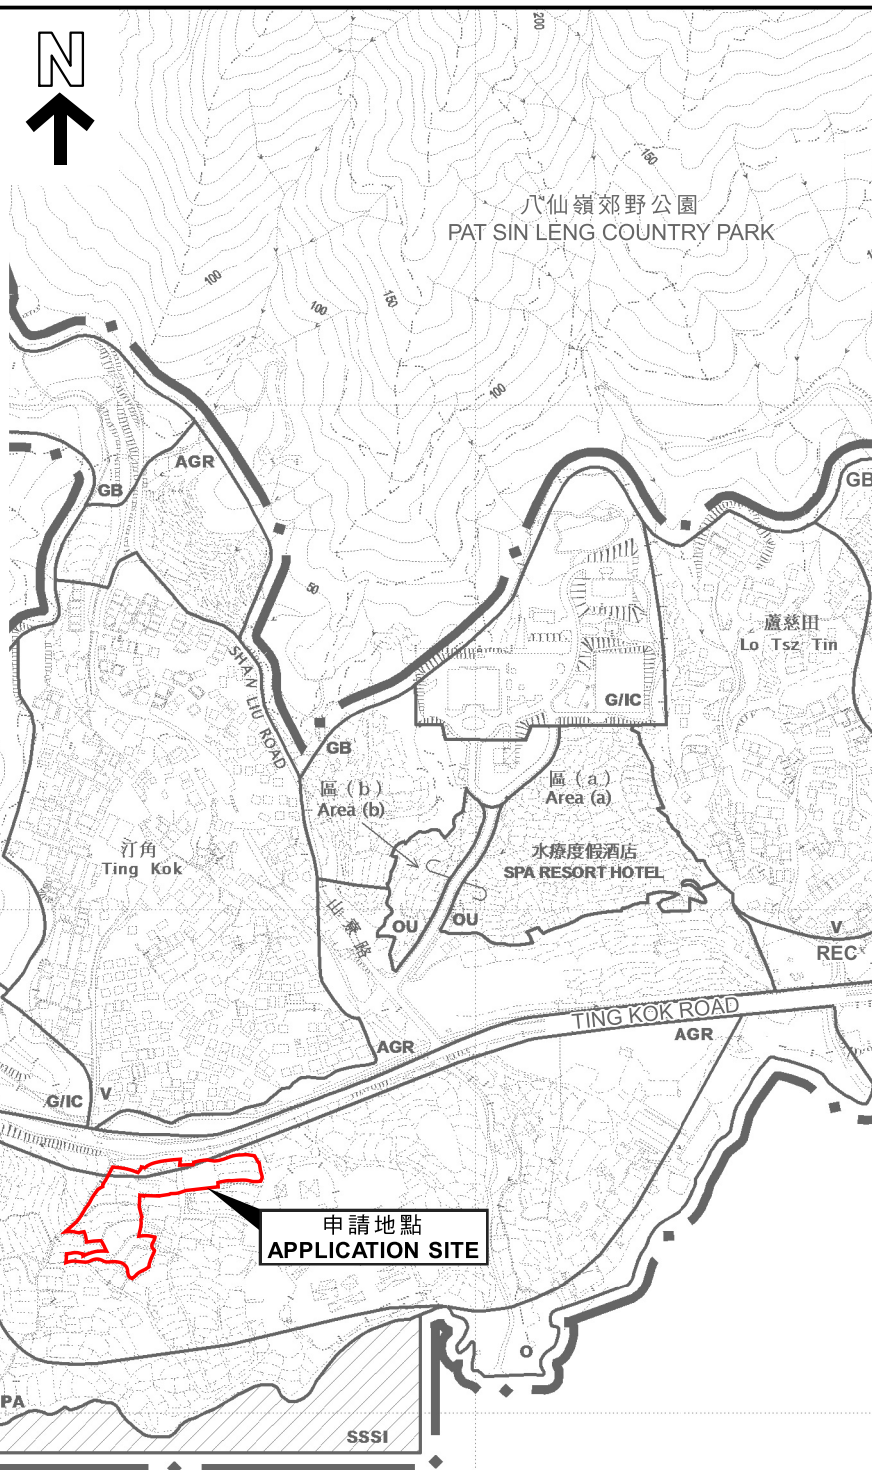 N
200
150
八仙嶺郊野公園
PAT SIN LENG COUNTRY PARK
100
100
150
100
AGR
GB
GB
50
蘆慈田
Lo Tsz Tin
SHAN LIU ROAD
G/IC
GB
區（b）
Area (b)
區（a）
Area (a)
汀角
Ting Kok
水療度假酒店
SPA RESORT HOTEL
山寮路
OU
OU
V
REC
TING KOK ROAD
AGR
AGR
G/IC
V
申請地點
APPLICATION SITE
O
PA
SSSI